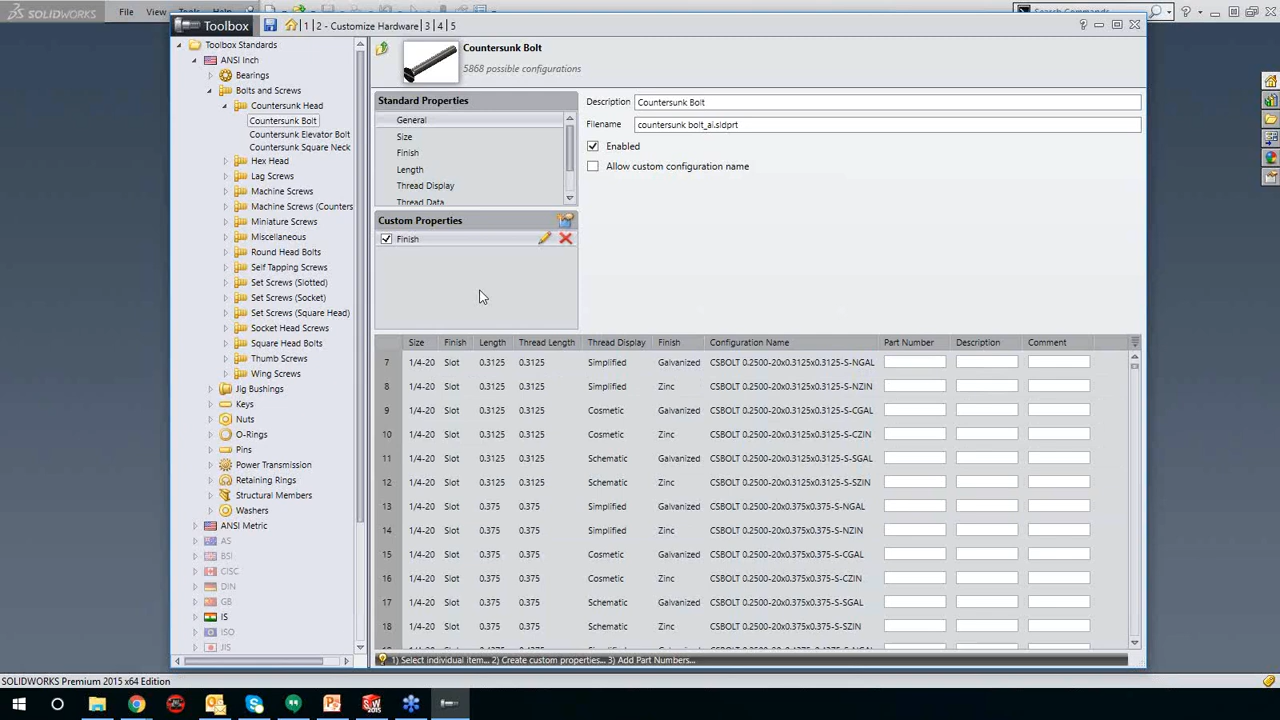 SOLIDWORKS
File
View
Search Commands
Toolbox
1 | 2 - Customize Hardware | 3 | 4 | 5
Toolbox Standards
ANSI Inch
Bearings
Bolts and Screws
Countersunk Head
Countersunk Bolt
Countersunk Elevator Bolt
Countersunk Square Neck
Hex Head
Lag Screws
Machine Screws
Machine Screws (Counters
Miniature Screws
Miscellaneous
Round Head Bolts
Self Tapping Screws
Set Screws (Slotted)
Set Screws (Socket)
Set Screws (Square Head)
Socket Head Screws
Square Head Bolts
Thumb Screws
Wing Screws
Jig Bushings
Keys
Nuts
O-Rings
Pins
Power Transmission
Retaining Rings
Structural Members
Washers
ANSI Metric
AS
BSI
CISC
DIN
GB
IS
ISO
JIS
Countersunk Bolt
5868 possible configurations
Standard Properties
General
Size
Finish
Length
Thread Display
Thread Data
Custom Properties
Finish
Description Countersunk Bolt
Filename countersunk bolt_ai.sldprt
Enabled
Allow custom configuration name
Size Finish Length Thread Length Thread Display Finish Configuration Name Part Number Description Comment
7 1/4-20 Slot 0.3125 0.3125 Simplified Galvanized CSBOLT 0.2500-20x0.3125x0.3125-S-NGAL
8 1/4-20 Slot 0.3125 0.3125 Simplified Zinc CSBOLT 0.2500-20x0.3125x0.3125-S-NZIN
9 1/4-20 Slot 0.3125 0.3125 Cosmetic Galvanized CSBOLT 0.2500-20x0.3125x0.3125-S-CGAL
10 1/4-20 Slot 0.3125 0.3125 Cosmetic Zinc CSBOLT 0.2500-20x0.3125x0.3125-S-CZIN
11 1/4-20 Slot 0.3125 0.3125 Schematic Galvanized CSBOLT 0.2500-20x0.3125x0.3125-S-SGAL
12 1/4-20 Slot 0.3125 0.3125 Schematic Zinc CSBOLT 0.2500-20x0.3125x0.3125-S-SZIN
13 1/4-20 Slot 0.375 0.375 Simplified Galvanized CSBOLT 0.2500-20x0.375x0.375-S-NGAL
14 1/4-20 Slot 0.375 0.375 Simplified Zinc CSBOLT 0.2500-20x0.375x0.375-S-NZIN
15 1/4-20 Slot 0.375 0.375 Cosmetic Galvanized CSBOLT 0.2500-20x0.375x0.375-S-CGAL
16 1/4-20 Slot 0.375 0.375 Cosmetic Zinc CSBOLT 0.2500-20x0.375x0.375-S-CZIN
17 1/4-20 Slot 0.375 0.375 Schematic Galvanized CSBOLT 0.2500-20x0.375x0.375-S-SGAL
18 1/4-20 Slot 0.375 0.375 Schematic Zinc CSBOLT 0.2500-20x0.375x0.375-S-SZIN
1) Select individual item... 2) Create custom properties... 3) Add Part Numbers...
SOLIDWORKS Premium 2015 x64 Edition